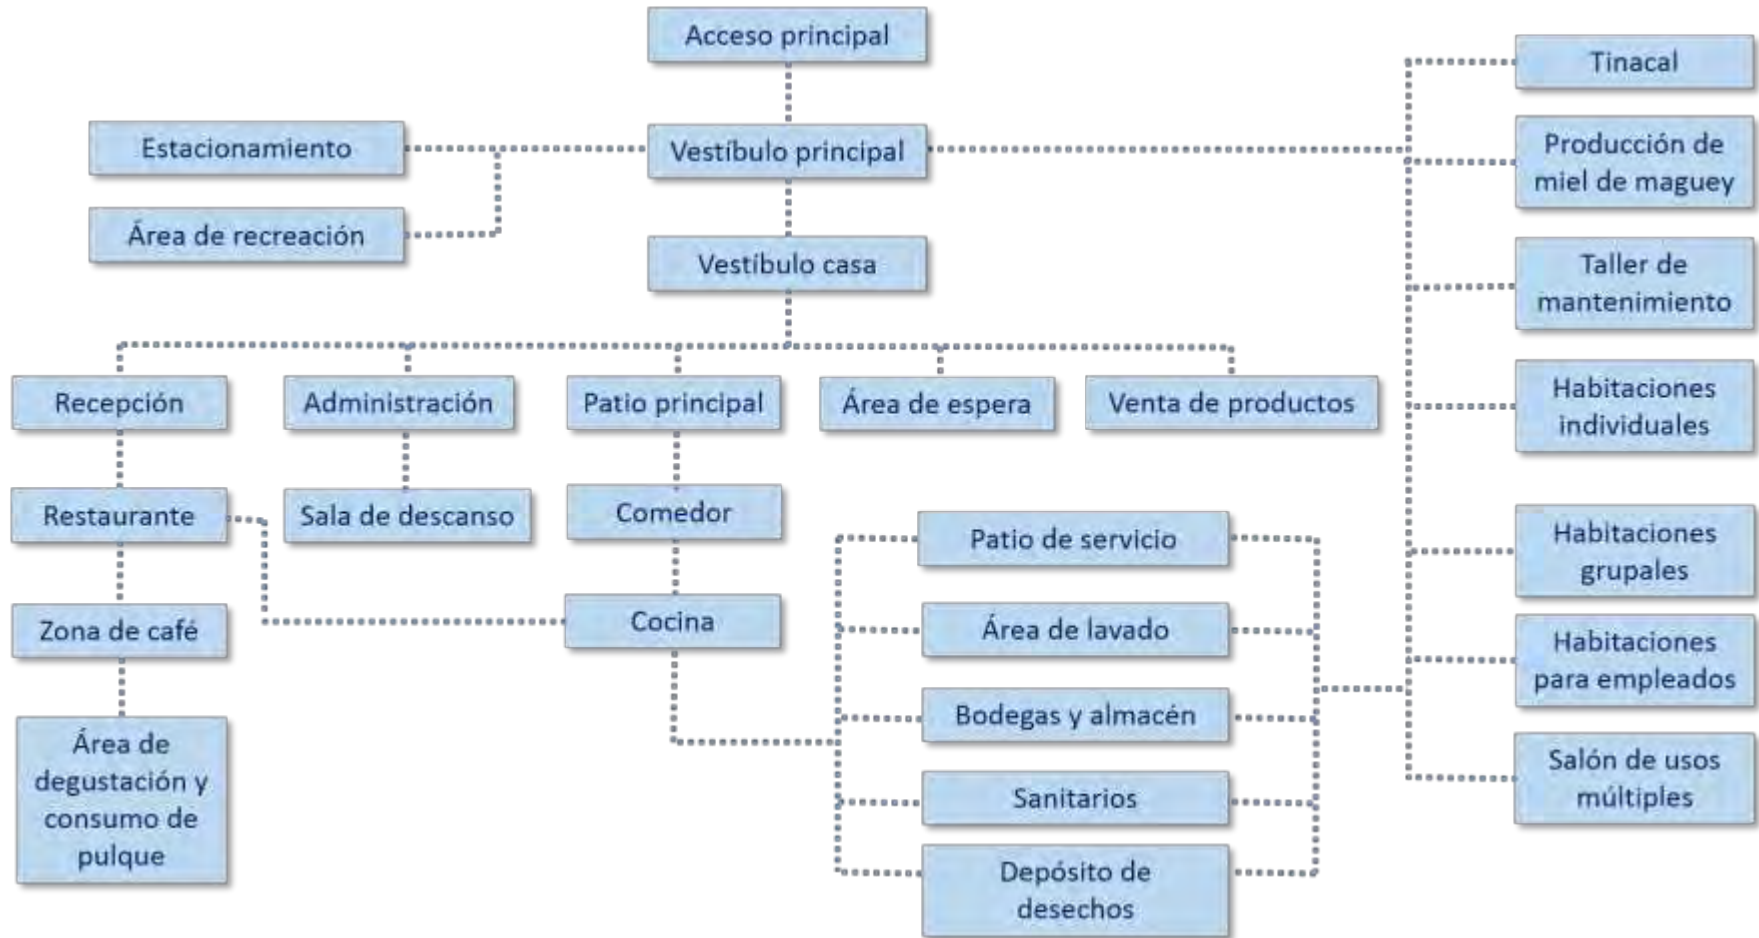 Acceso principal
Tinacal
Estacionamiento
Vestíbulo principal
Producción de
miel de maguey
Área de recreación
Vestíbulo casa
Taller de
mantenimiento
Recepción
Administración
Patio principal
Área de espera
Venta de productos
Habitaciones
individuales
Restaurante
Sala de descanso
Comedor
Patio de servicio
Habitaciones
grupales
Zona de café
Cocina
Área de lavado
Habitaciones
para empleados
Bodegas y almacén
Área de
degustación y
consumo de
pulque
Sanitarios
Salón de usos
múltiples
Depósito de
desechos